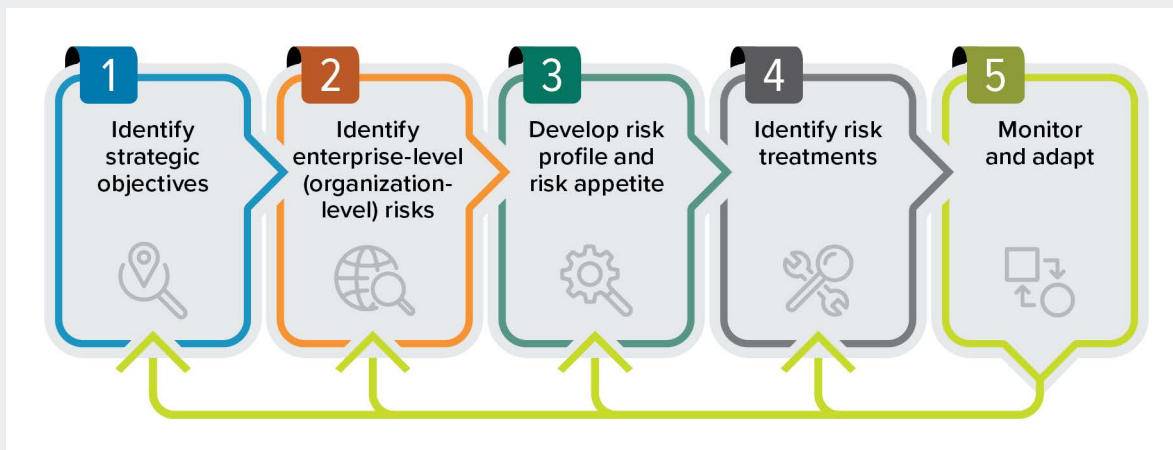 1
Identify
strategic
objectives
2
Identify
enterprise-level
(organization-
level) risks
3
Develop risk
profile and
risk appetite
4
Identify risk
treatments
5
Monitor
and adapt